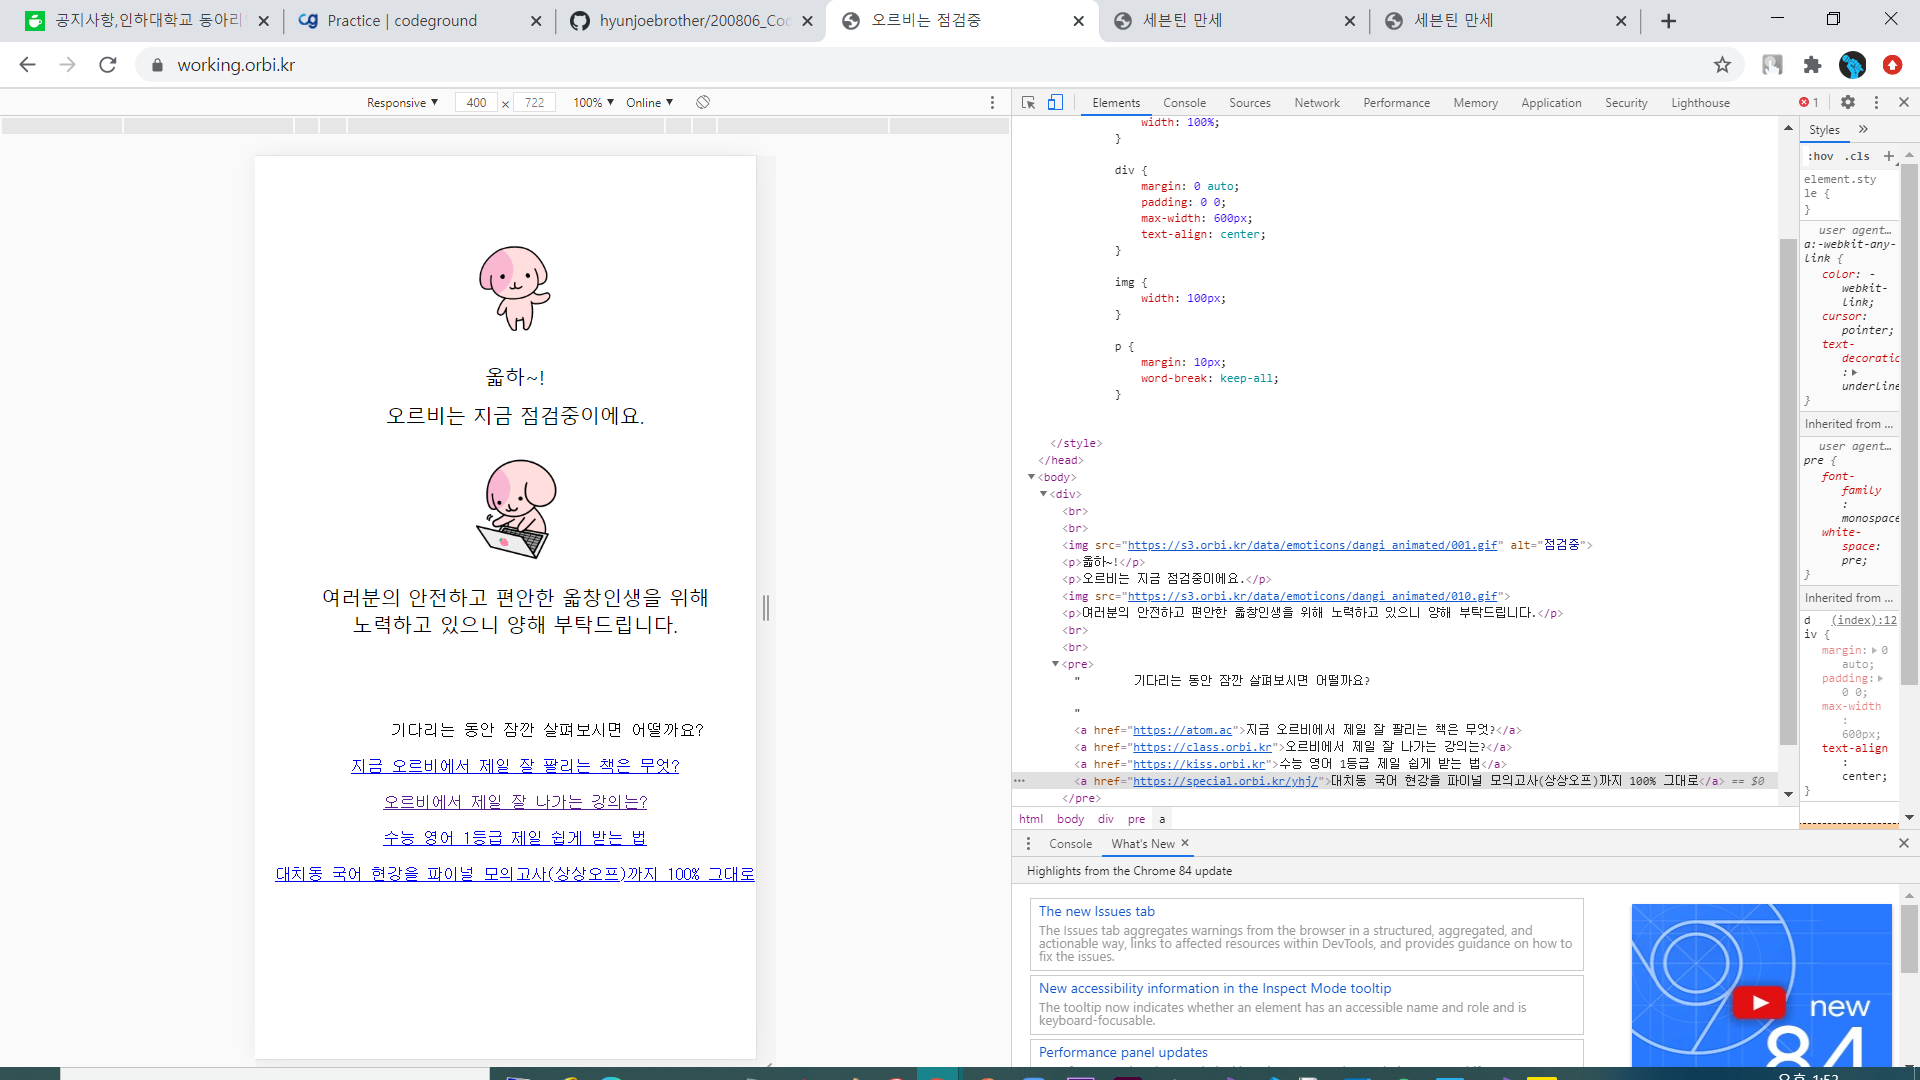 공지사항,인하대학교 동아리
Practice | codeground
hyunjoebrother/200806_Coc
오르비는 점검중
세븐틴 만세
세븐틴 만세
working.orbi.kr
Responsive ▼ 400 x 722 100% ▼ Online ▼
Elements Console Sources Network Performance Memory Application Security Lighthouse 1
옯하~!
오르비는 지금 점검중이에요.
여러분의 안전하고 편안한 옯창인생을 위해
노력하고 있으니 양해 부탁드립니다.
기다리는 동안 잠깐 살펴보시면 어떨까요?
지금 오르비에서 제일 잘 팔리는 책은 무엇?
오르비에서 제일 잘 나가는 강의는?
수능 영어 1등급 제일 쉽게 받는 법
대치동 국어 현강을 파이널 모의고사(상상오프)까지 100% 그대로
width: 100%;
}
div {
margin: 0 auto;
padding: 0 0;
max-width: 600px;
text-align: center;
}
img {
width: 100px;
}
p {
margin: 10px;
word-break: keep-all;
}
</style>
</head>
▼<body>
▼<div>
<br>
<br>
<img src="https://s3.orbi.kr/data/emoticons/dangi_animated/001.gif" alt="점검중">
<p>옯하~!</p>
<p>오르비는 지금 점검중이에요.</p>
<img src="https://s3.orbi.kr/data/emoticons/dangi_animated/010.gif">
<p>여러분의 안전하고 편안한 옯창인생을 위해 노력하고 있으니 양해 부탁드립니다.</p>
<br>
<br>
▼<pre>
" 기다리는 동안 잠깐 살펴보시면 어떨까요?
"
<a href="https://atom.ac">지금 오르비에서 제일 잘 팔리는 책은 무엇?</a>
<a href="https://class.orbi.kr">오르비에서 제일 잘 나가는 강의는?</a>
<a href="https://kiss.orbi.kr">수능 영어 1등급 제일 쉽게 받는 법</a>
<a href="https://special.orbi.kr/yhj/">대치동 국어 현강을 파이널 모의고사(상상오프)까지 100% 그대로</a> == $0
</pre>
html body div pre a
Styles »
:hov .cls +
element.sty
le {
}
user agent…
a:-webkit-any-
link {
color: -
webkit-
link;
cursor:
pointer;
text-
decoratio
:▶
underline
}
Inherited from ...
user agent…
pre {
font-
family
:
monospace
white-
space:
pre;
}
Inherited from ...
d (index):12
iv {
margin:▶ 0
auto;
padding:▶
0 0;
max-width
:
600px;
text-align
:
center;
}
Console What's New ✕
Highlights from the Chrome 84 update
The new Issues tab
The Issues tab aggregates warnings from the browser in a structured, aggregated, and
actionable way, links to affected resources within DevTools, and provides guidance on how to
fix the issues.
New accessibility information in the Inspect Mode tooltip
The tooltip now indicates whether an element has an accessible name and role and is
keyboard-focusable.
Performance panel updates
new
84